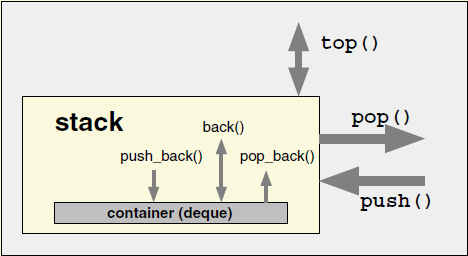 top()
stack
pop()
back()
push_back()
pop_back()
push()
container (deque)